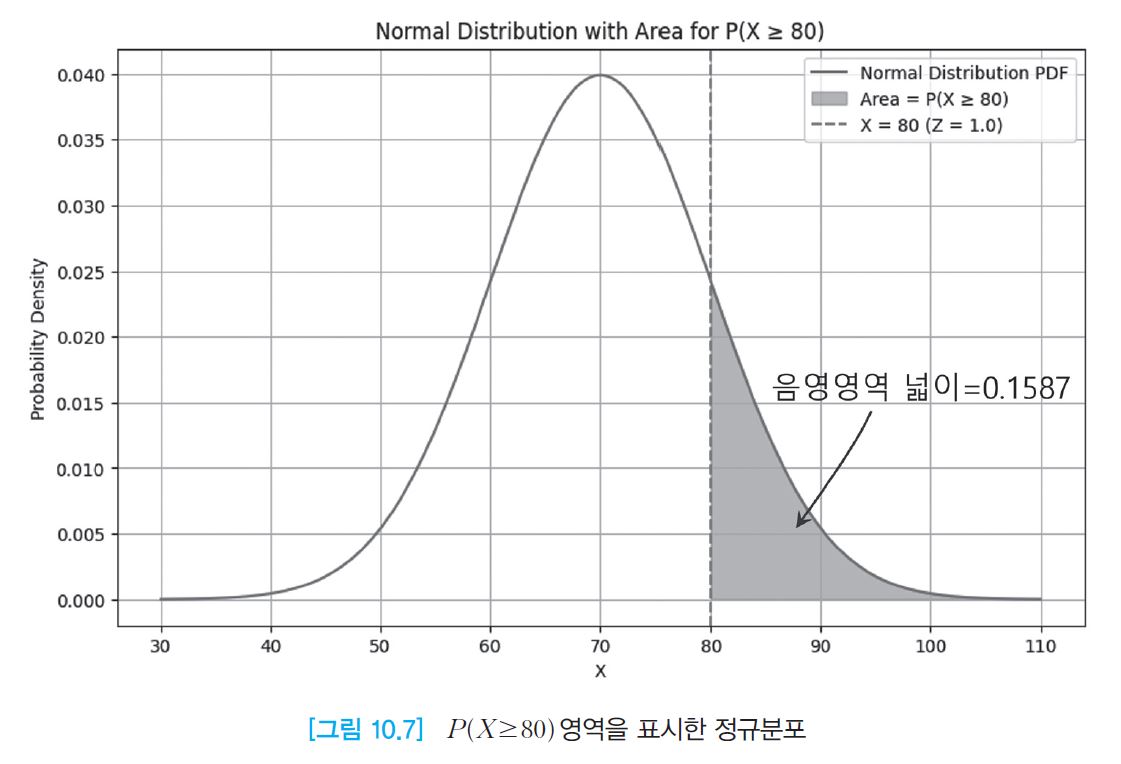 Normal Distribution with Area for P(X ≥ 80)
Normal Distribution PDF
Area = P(X ≥ 80)
X = 80 (Z = 1.0)
Probability Density
0.040
0.035
0.030
0.025
0.020
0.015
0.010
0.005
0.000
음영영역 넓이=0.1587
30 40 50 60 70 80 90 100 110
X
[그림 10.7] P(X≥80)영역을 표시한 정규분포